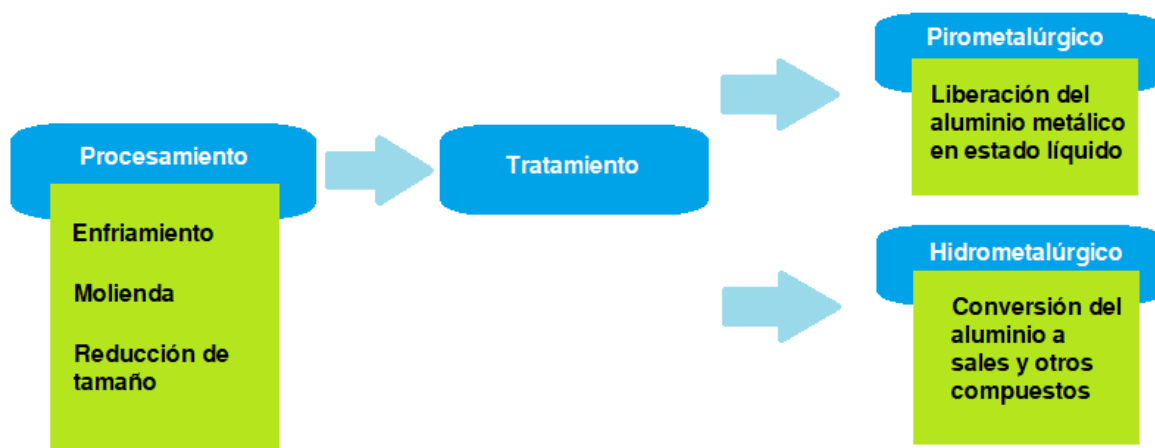 Procesamiento
Enfriamiento
Molienda
Reducción de
tamaño
Tratamiento
Pirometalúrgico
Liberación del
aluminio metálico
en estado líquido
Hidrometalúrgico
Conversión del
aluminio a
sales y otros
compuestos